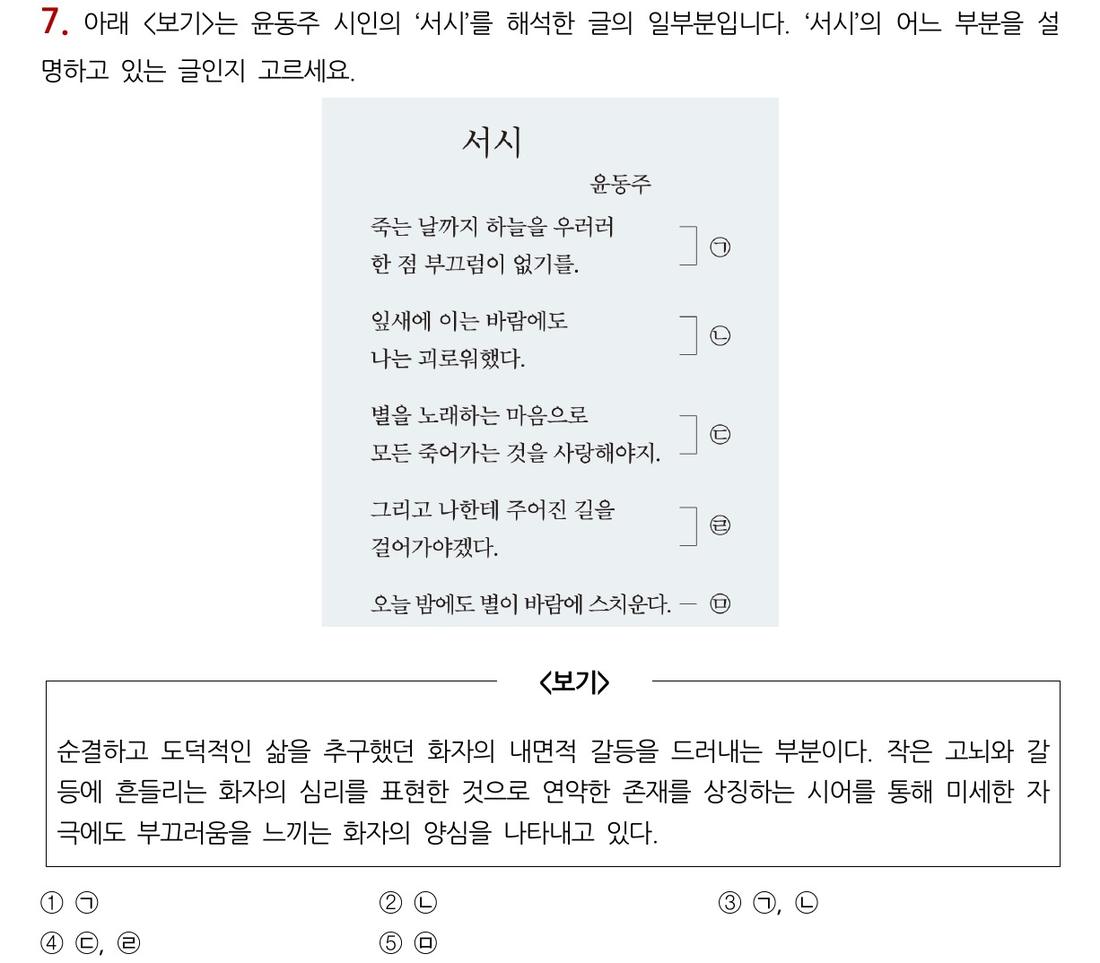 7. 아래 <보기>는 윤동주 시인의 ‘서시’를 해석한 글의 일부분입니다. ‘서시’의 어느 부분을 설
명하고 있는 글인지 고르세요.
서시
윤동주
죽는 날까지 하늘을 우러러
한 점 부끄럼이 없기를. ㉠
잎새에 이는 바람에도
나는 괴로워했다. ㉡
별을 노래하는 마음으로
모든 죽어가는 것을 사랑해야지. ㉢
그리고 나한테 주어진 길을
걸어가야겠다. ㉣
오늘 밤에도 별이 바람에 스치운다. ㅡ ㉤
<보기>
순결하고 도덕적인 삶을 추구했던 화자의 내면적 갈등을 드러내는 부분이다. 작은 고뇌와 갈
등에 흔들리는 화자의 심리를 표현한 것으로 연약한 존재를 상징하는 시어를 통해 미세한 자
극에도 부끄러움을 느끼는 화자의 양심을 나타내고 있다.
① ㉠ ② ㉡ ③ ㉠, ㉡
④ ㉢, ㉣ ⑤ ㉤